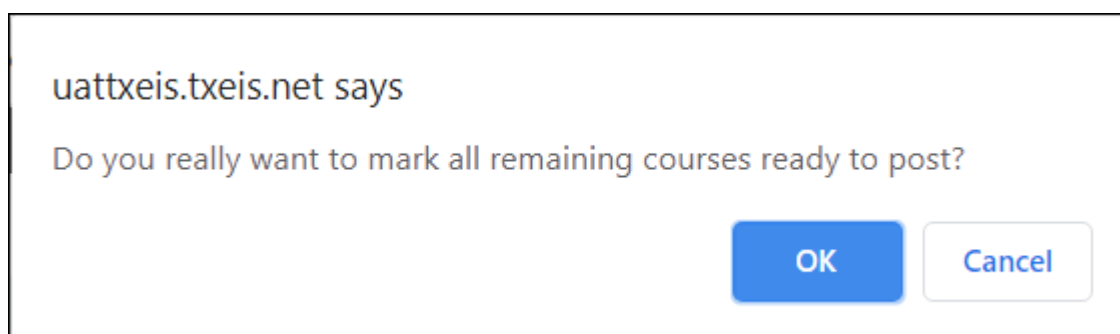 uattxeis.txeis.net says
Do you really want to mark all remaining courses ready to post?
OK Cancel